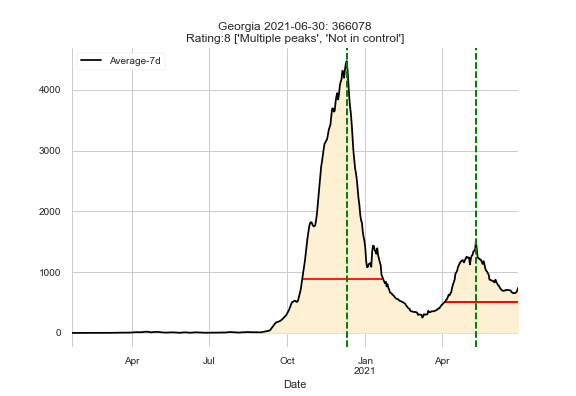 Georgia 2021-06-30: 366078
Rating:8 ['Multiple peaks', 'Not in control']
Average-7d
4000
3000
2000
1000
0
Apr
Jul
Oct
Jan
2021
Apr
Date